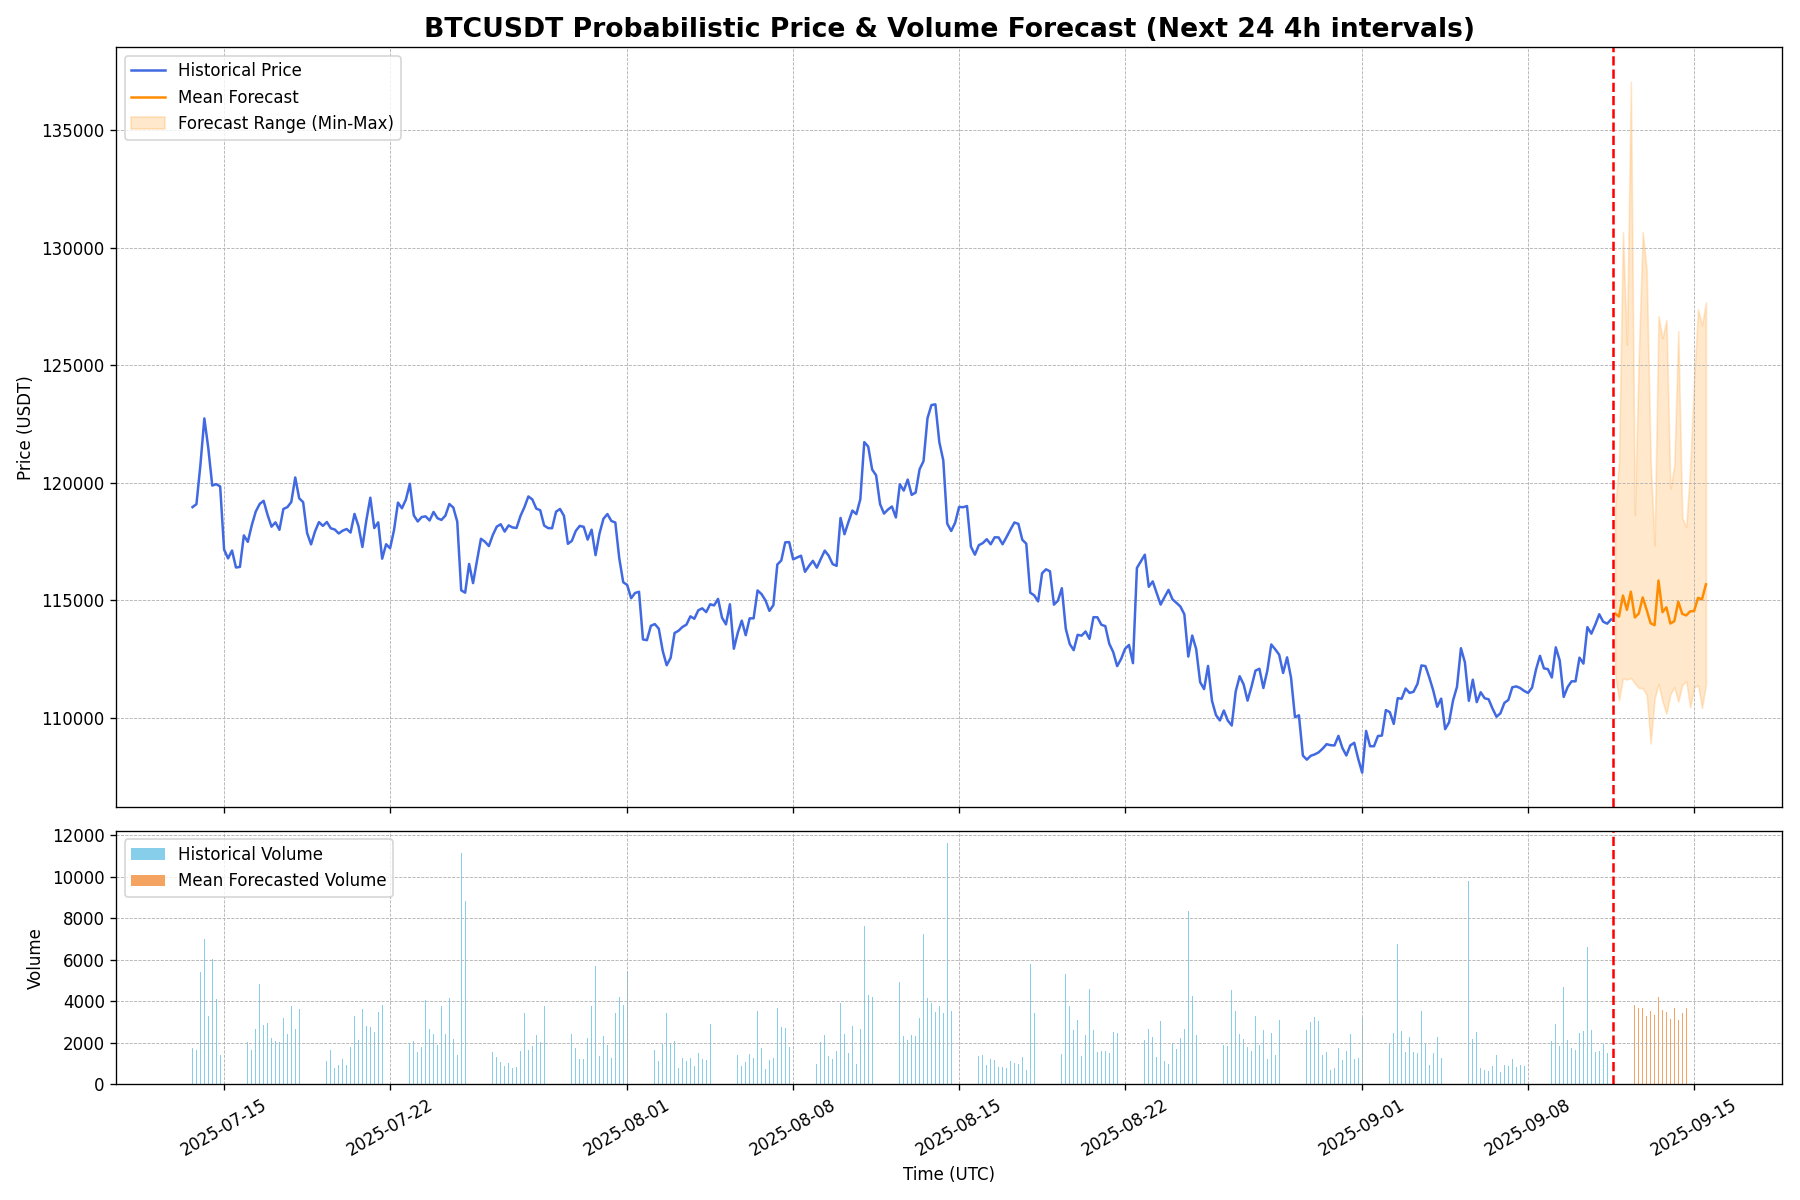 BTCUSDT Probabilistic Price & Volume Forecast (Next 24 4h intervals)
Historical Price
Mean Forecast
Forecast Range (Min-Max)
135000
130000
125000
120000
115000
110000
Price (USDT)
Historical Volume
Mean Forecasted Volume
12000
10000
8000
6000
4000
2000
0
Volume
2025-07-15
2025-07-22
2025-08-01
2025-08-08
2025-08-15
2025-08-22
2025-09-01
2025-09-08
2025-09-15
Time (UTC)